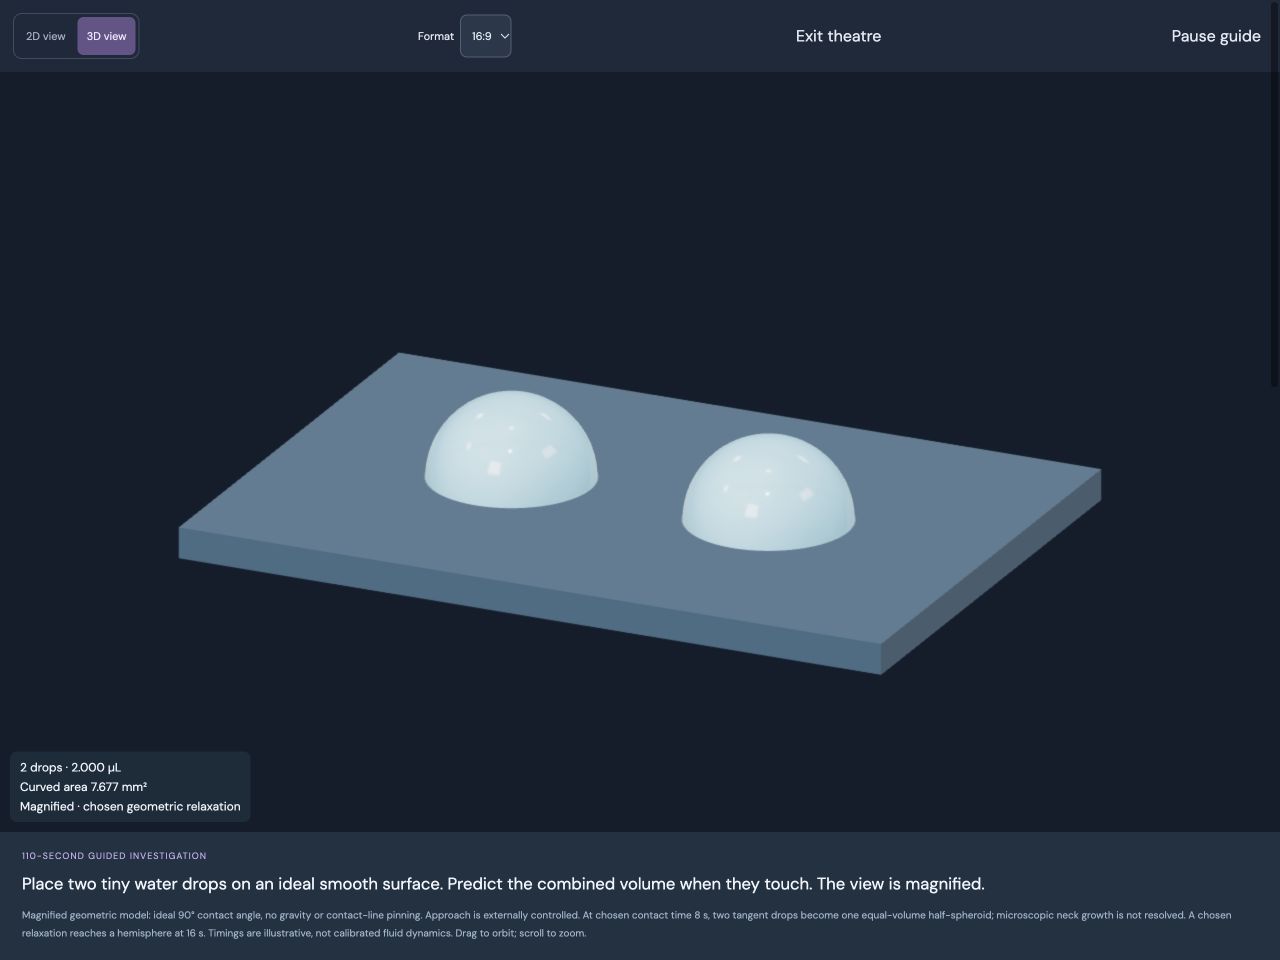 2D view
3D view
Format
16:9
Exit theatre
Pause guide
2 drops · 2.000 µL
Curved area 7.677 mm²
Magnified · chosen geometric relaxation
110-SECOND GUIDED INVESTIGATION
Place two tiny water drops on an ideal smooth surface. Predict the combined volume when they touch. The view is magnified.
Magnified geometric model: ideal 90° contact angle, no gravity or contact-line pinning. Approach is externally controlled. At chosen contact time 8 s, two tangent drops become one equal-volume half-spheroid; microscopic neck growth is not resolved. A chosen
relaxation reaches a hemisphere at 16 s. Timings are illustrative, not calibrated fluid dynamics. Drag to orbit; scroll to zoom.